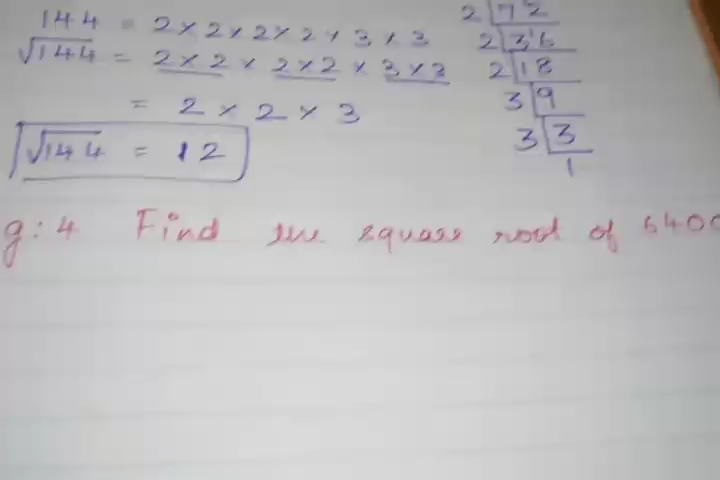 144 = 2 × 2 × 2 × 2 × 3 × 3
√144 = 2 × 2 × 2 × 2 × 3 × 3
= 2 × 2 × 3
√144 = 12
2 72
2 36
2 18
3 9
3 3
1
g: 4 Find the square root of 6400